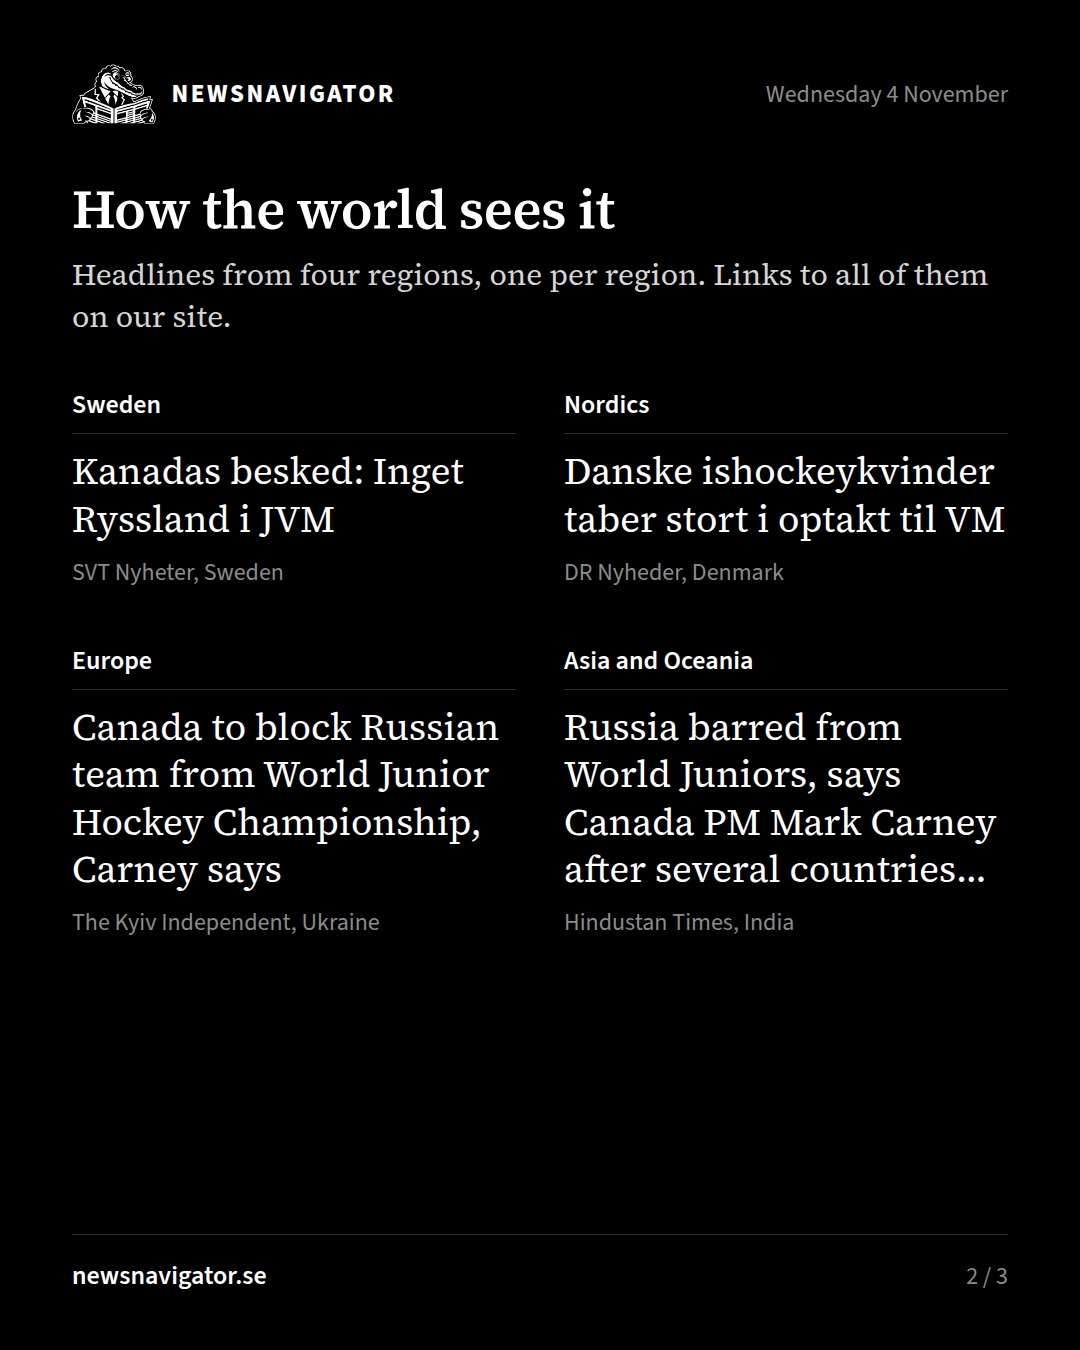 NEWSNAVIGATOR
Wednesday 4 November
How the world sees it
Headlines from four regions, one per region. Links to all of them
on our site.
Sweden
Kanadas besked: Inget
Ryssland i JVM
SVT Nyheter, Sweden
Nordics
Danske ishockeykvinder
taber stort i optakt til VM
DR Nyheder, Denmark
Europe
Canada to block Russian
team from World Junior
Hockey Championship,
Carney says
The Kyiv Independent, Ukraine
Asia and Oceania
Russia barred from
World Juniors, says
Canada PM Mark Carney
after several countries...
Hindustan Times, India
newsnavigator.se
2 / 3